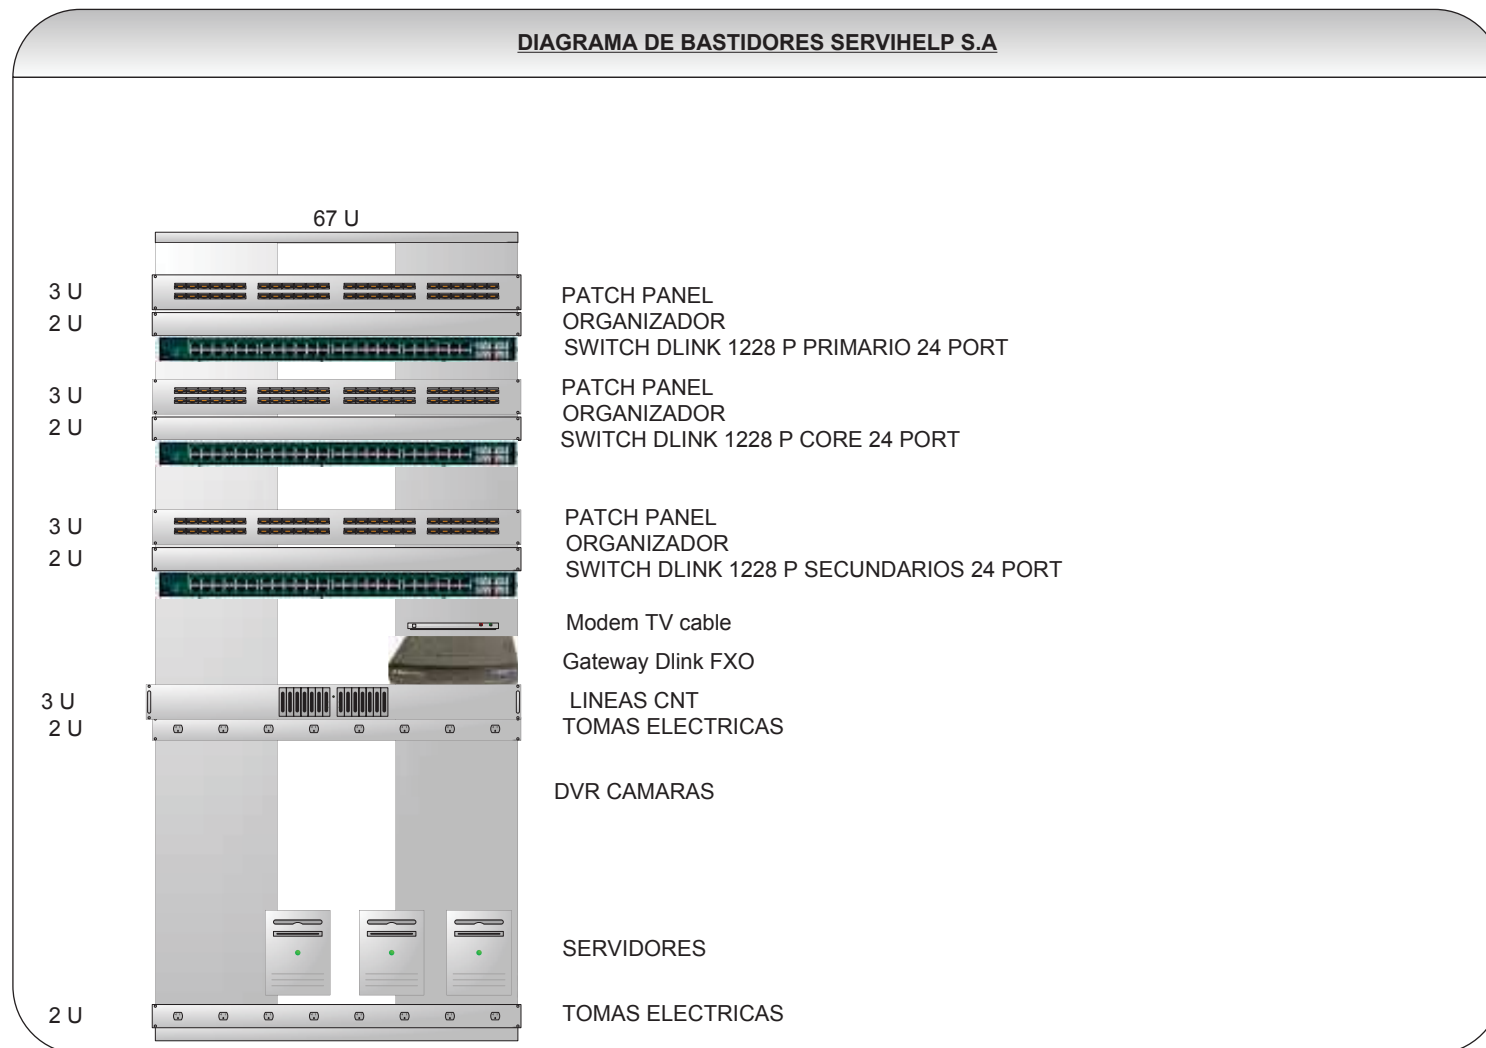 DIAGRAMA DE BASTIDORES SERVIHELP S.A
67 U
3 U
PATCH PANEL
2 U
ORGANIZADOR
SWITCH DLINK 1228 P PRIMARIO 24 PORT
3 U
PATCH PANEL
2 U
ORGANIZADOR
SWITCH DLINK 1228 P CORE 24 PORT
3 U
PATCH PANEL
2 U
ORGANIZADOR
SWITCH DLINK 1228 P SECUNDARIOS 24 PORT
Modem TV cable
Gateway Dlink FXO
3 U
LINEAS CNT
2 U
TOMAS ELECTRICAS
DVR CAMARAS
SERVIDORES
2 U
TOMAS ELECTRICAS